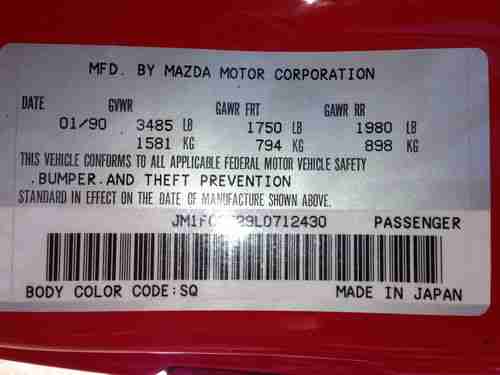 MFD. BY MAZDA MOTOR CORPORATION
DATE GVWR GAWR FRT GAWR RR
01/90 3485 LB 1750 LB 1980 LB
1581 KG 794 KG 898 KG
THIS VEHICLE CONFORMS TO ALL APPLICABLE FEDERAL MOTOR VEHICLE SAFETY
.BUMPER.AND THEFT PREVENTION
STANDARD IN EFFECT ON THE DATE OF MANUFACTURE SHOWN ABOVE.
PASSENGER
BODY COLOR CODE:SQ MADE IN JAPAN